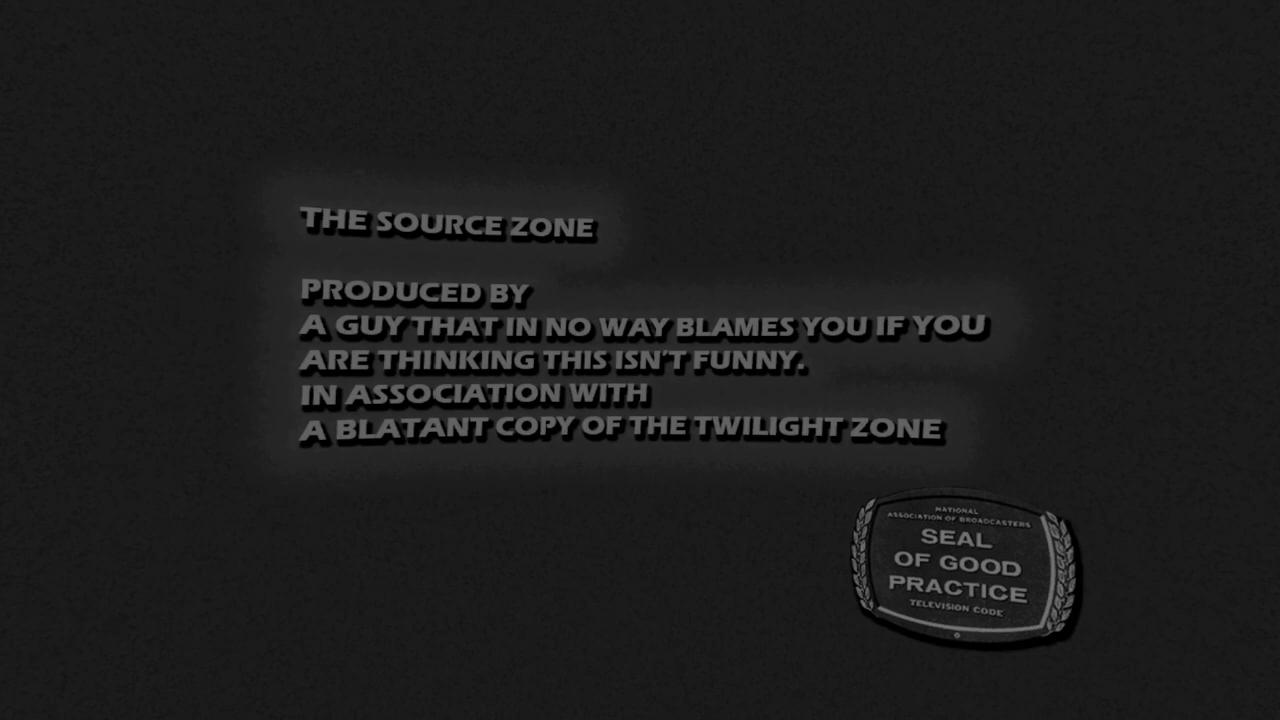 THE SOURCE ZONE
PRODUCED BY
A GUY THAT IN NO WAY BLAMES YOU IF YOU
ARE THINKING THIS ISN'T FUNNY.
IN ASSOCIATION WITH
A BLATANT COPY OF THE TWILIGHT ZONE
NATIONAL
ASSOCIATION OF BROADCASTERS
SEAL
OF GOOD
PRACTICE
TELEVISION CODE